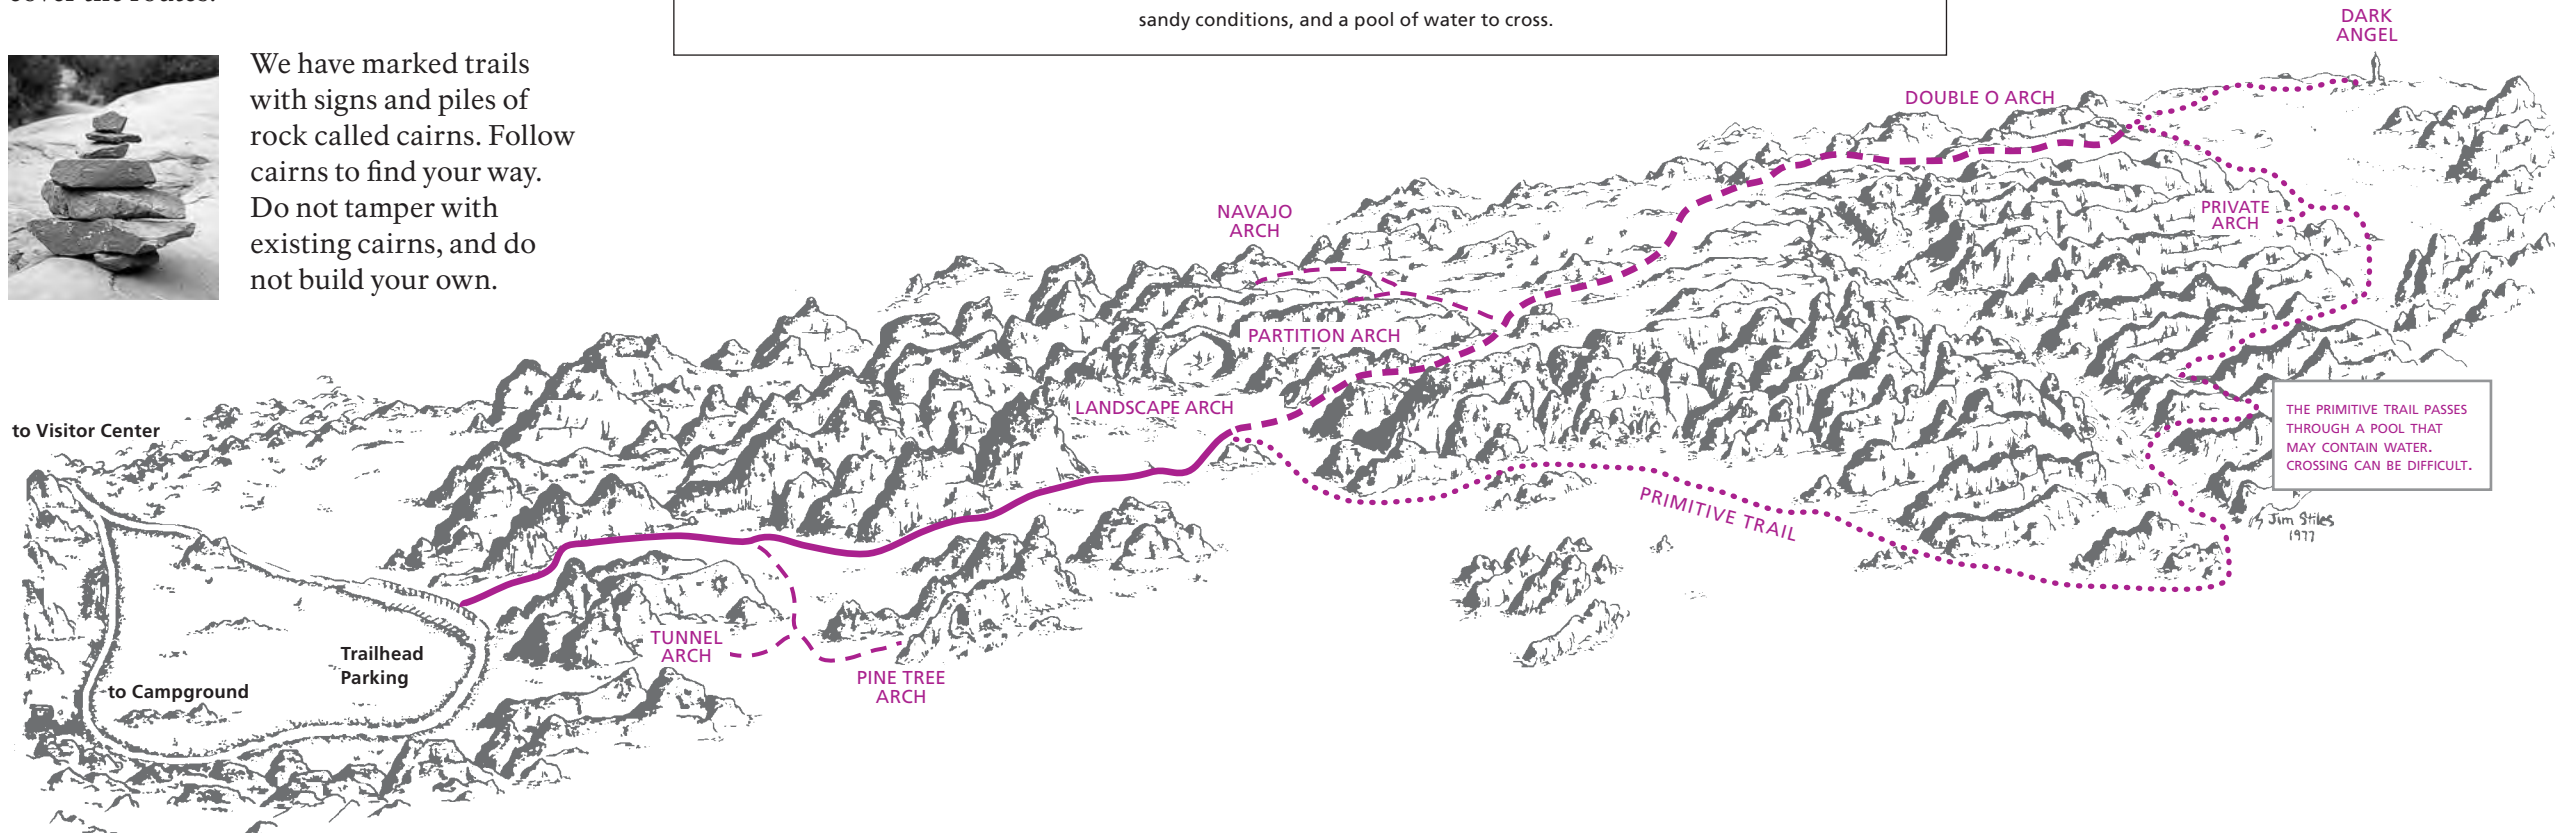 sandy conditions, and a pool of water to cross.
We have marked trails
with signs and piles of
rock called cairns. Follow
cairns to find your way.
Do not tamper with
existing cairns, and do
not build your own.
DARK
ANGEL
DOUBLE O ARCH
PRIVATE
ARCH
NAVAJO
ARCH
PARTITION ARCH
LANDSCAPE ARCH
to Visitor Center
THE PRIMITIVE TRAIL PASSES
THROUGH A POOL THAT
MAY CONTAIN WATER.
CROSSING CAN BE DIFFICULT.
PRIMITIVE TRAIL
Jim Stiles
1977
TUNNEL
ARCH
Trailhead
Parking
PINE TREE
ARCH
to Campground